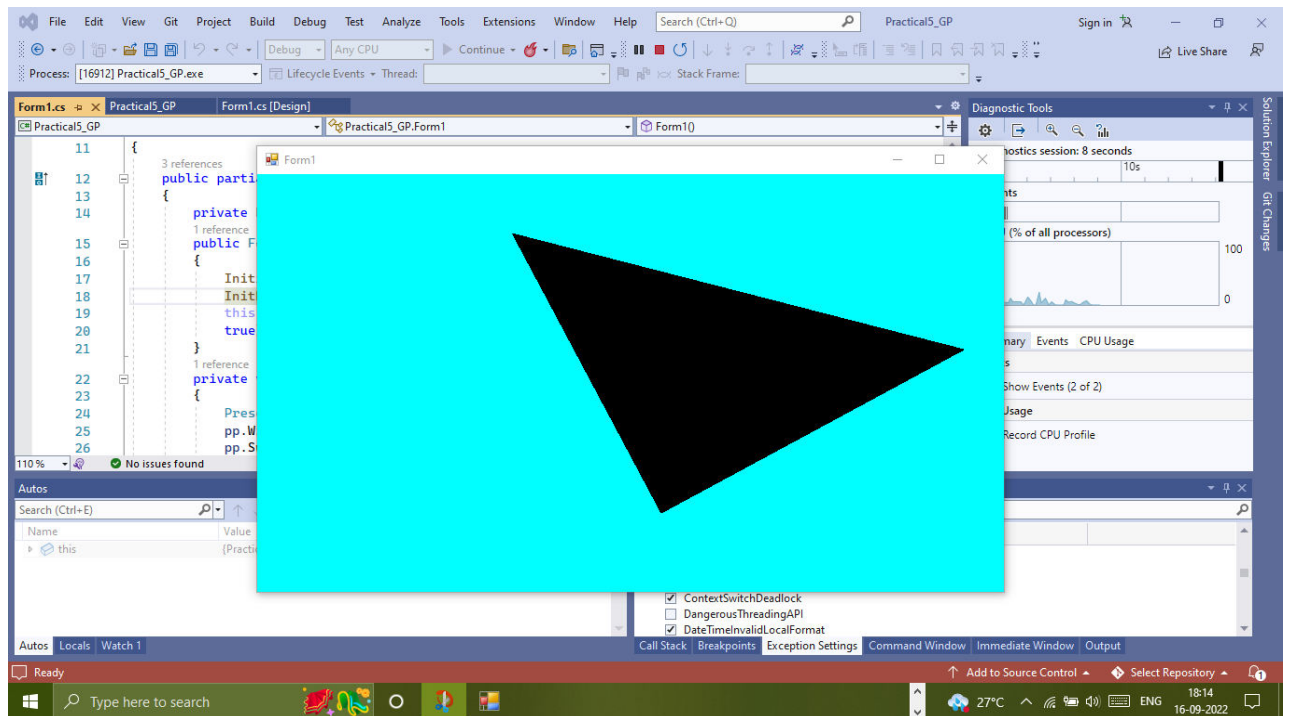 File Edit View Git Project Build Debug Test Analyze Tools Extensions Window Help Search (Ctrl+Q) Practical5_GP Sign in
Debug Any CPU Continue Live Share
Process: [16912] Practical5_GP.exe Lifecycle Events Thread: Stack Frame:
Form1.cs Practical5_GP Form1.cs [Design] Diagnostic Tools
Practical5_GP Practical5_GP.Form1 Form1()
Solution Explorer
Git Changes
11 {
3 references
12 public parti
13 {
14 private
1 reference
15 public F
16 {
17 Init
18 Init
19 this
20 true
21 }
1 reference
22 private
23 {
24 Pres
25 pp.W
26 pp.S
110 % No issues found
Form1
nostics session: 8 seconds
10s
nts
(% of all processors)
100
0
mary Events CPU Usage
s
Show Events (2 of 2)
Usage
Record CPU Profile
Autos
Search (Ctrl+E)
Name Value
this {Practi
ContextSwitchDeadlock
DangerousThreadingAPI
DateTimeInvalidLocalFormat
Autos Locals Watch 1 Call Stack Breakpoints Exception Settings Command Window Immediate Window Output
Ready Add to Source Control Select Repository 1
Type here to search 27°C ENG 18:14
16-09-2022